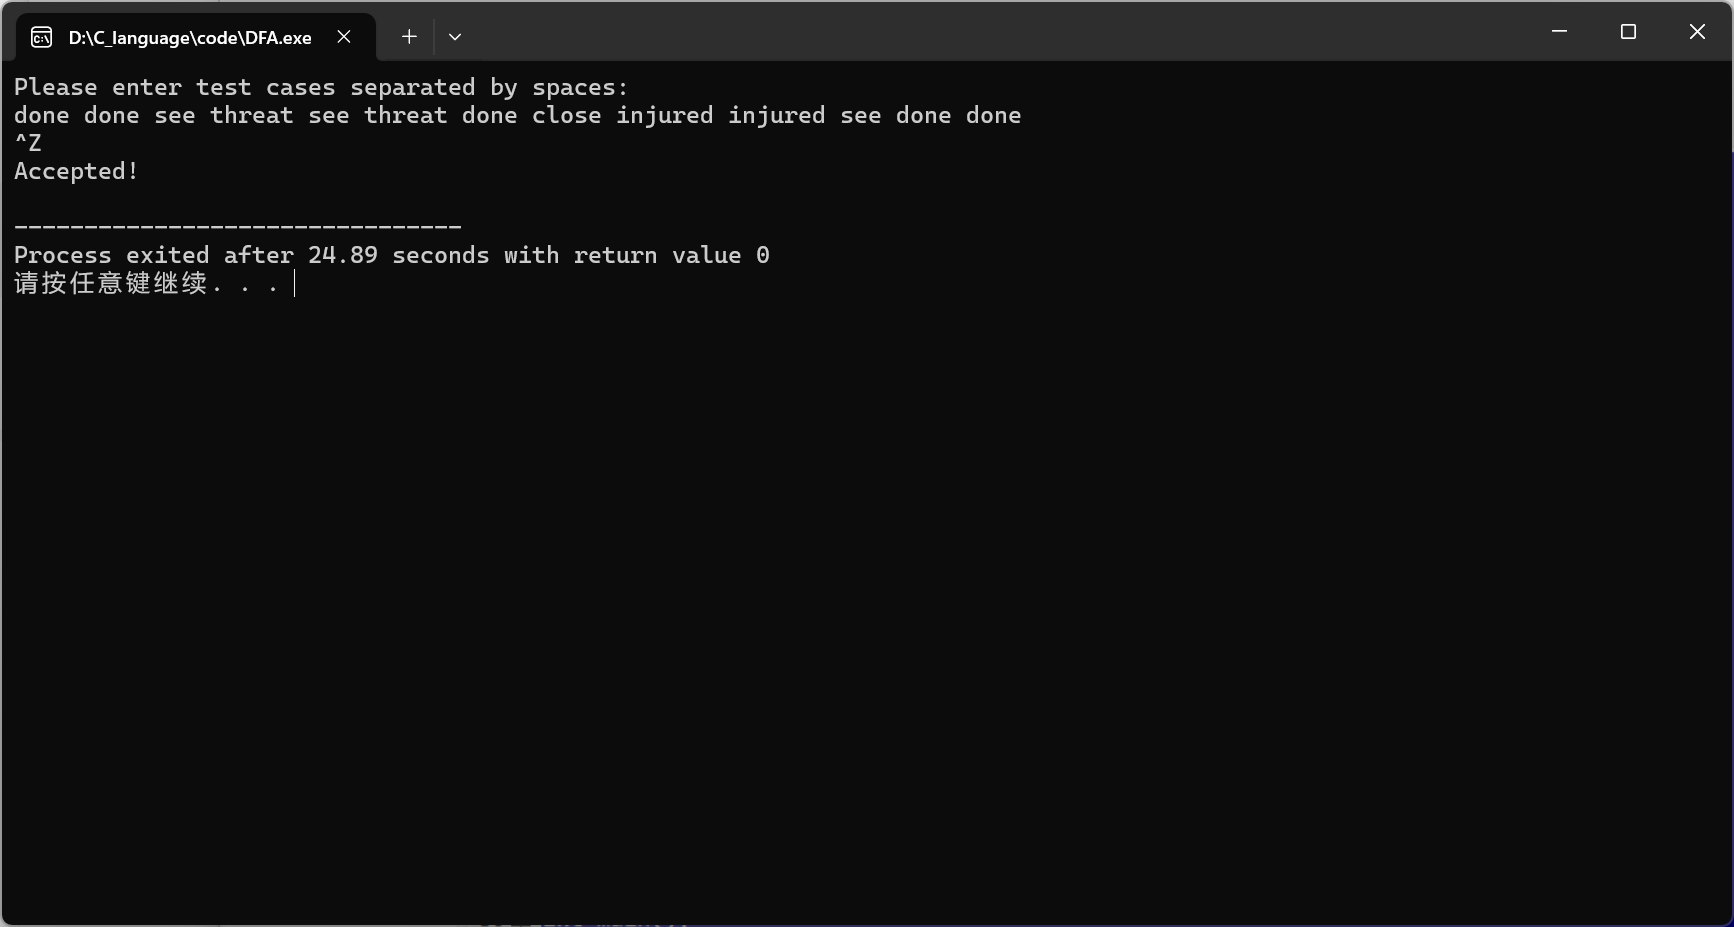 D:\C_language\code\DFA.exe
Please enter test cases separated by spaces:
done done see threat see threat done close injured injured see done done
^Z
Accepted!
--------------------------------
Process exited after 24.89 seconds with return value 0
请按任意键继续. . .